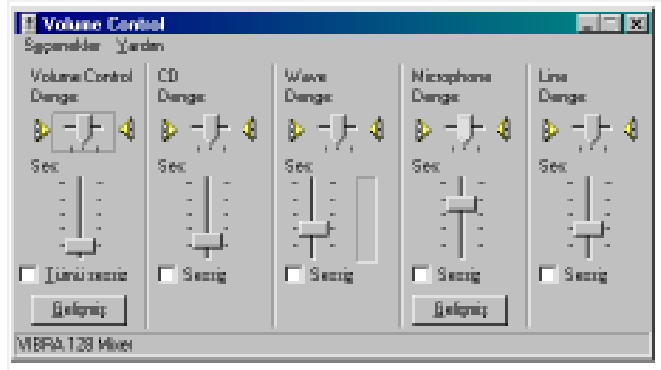 Volume Control
Seçenekler Yardım
Volume Control CD Wave Microphone Line
Denge: Denge: Denge: Denge: Denge:
Ses: Ses: Ses: Ses: Ses:
Tümü sessiz Sessiz Sessiz Sessiz Sessiz
Gelişmiş Gelişmiş
VIBRA 128 Mixer